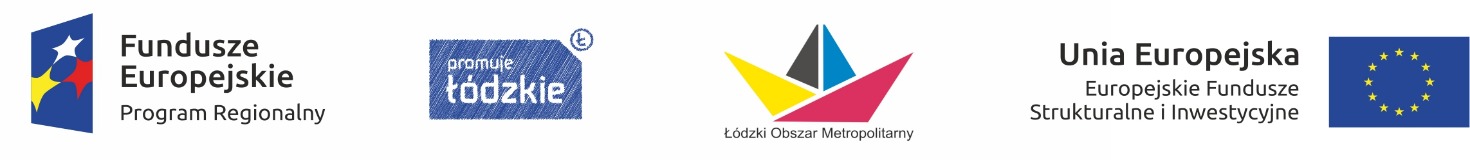 Fundusze
Europejskie
Program Regionalny
promuje
łódzkie
Ł
Łódzki Obszar Metropolitarny
Unia Europejska
Europejskie Fundusze
Strukturalne i Inwestycyjne